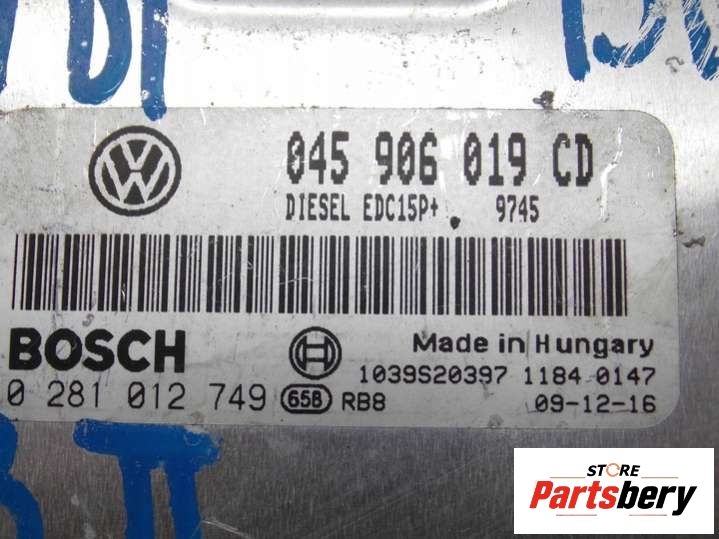 DI
045 906 019 CD
DIESEL EDC15P+ 9745
BOSCH
Made in Hungary
0 281 012 749 658 RB8
1039S20397 1184 0147
09-12-16
STORE
Partsbery